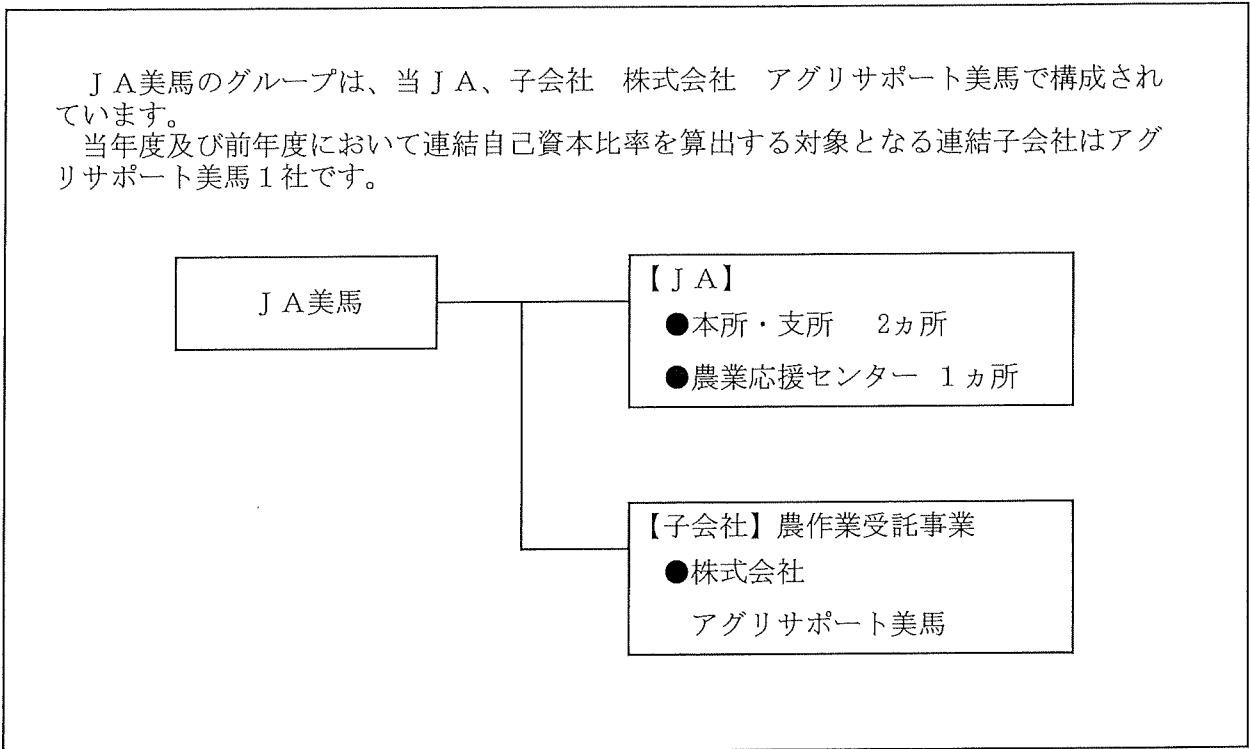 ＪＡ美馬のグループは、当ＪＡ、子会社　株式会社　アグリサポート美馬で構成され
ています。
　当年度及び前年度において連結自己資本比率を算出する対象となる連結子会社はアグ
リサポート美馬１社です。
ＪＡ美馬
【ＪＡ】
●本所・支所　2ヵ所
●農業応援センター １ヵ所
【子会社】農作業受託事業
●株式会社
アグリサポート美馬